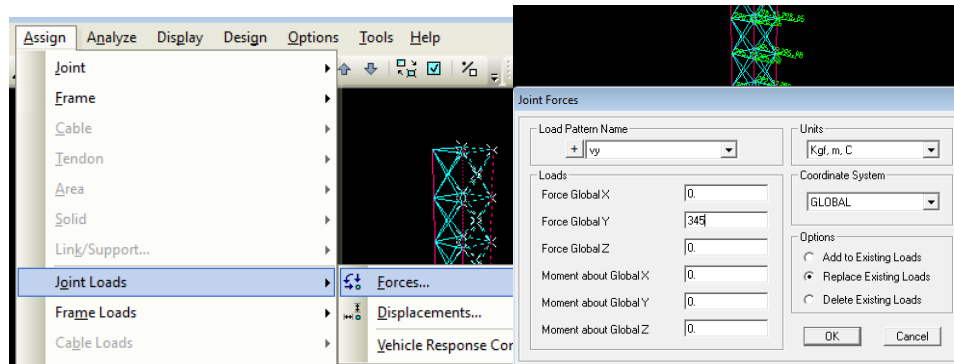 Assign Analyze Display Design Options Tools Help
Joint
Frame
Cable
Tendon
Area
Solid
Link/Support...
Joint Loads
Frame Loads
Cable Loads
Forces...
Displacements...
Vehicle Response Cor
Joint Forces
Load Pattern Name
+ vy
Units
Kgf, m, C
Loads
Force Global X 0.
Force Global Y 345
Force Global Z 0.
Moment about Global X 0.
Moment about Global Y 0.
Moment about Global Z 0.
Coordinate System
GLOBAL
Options
Add to Existing Loads
Replace Existing Loads
Delete Existing Loads
OK Cancel